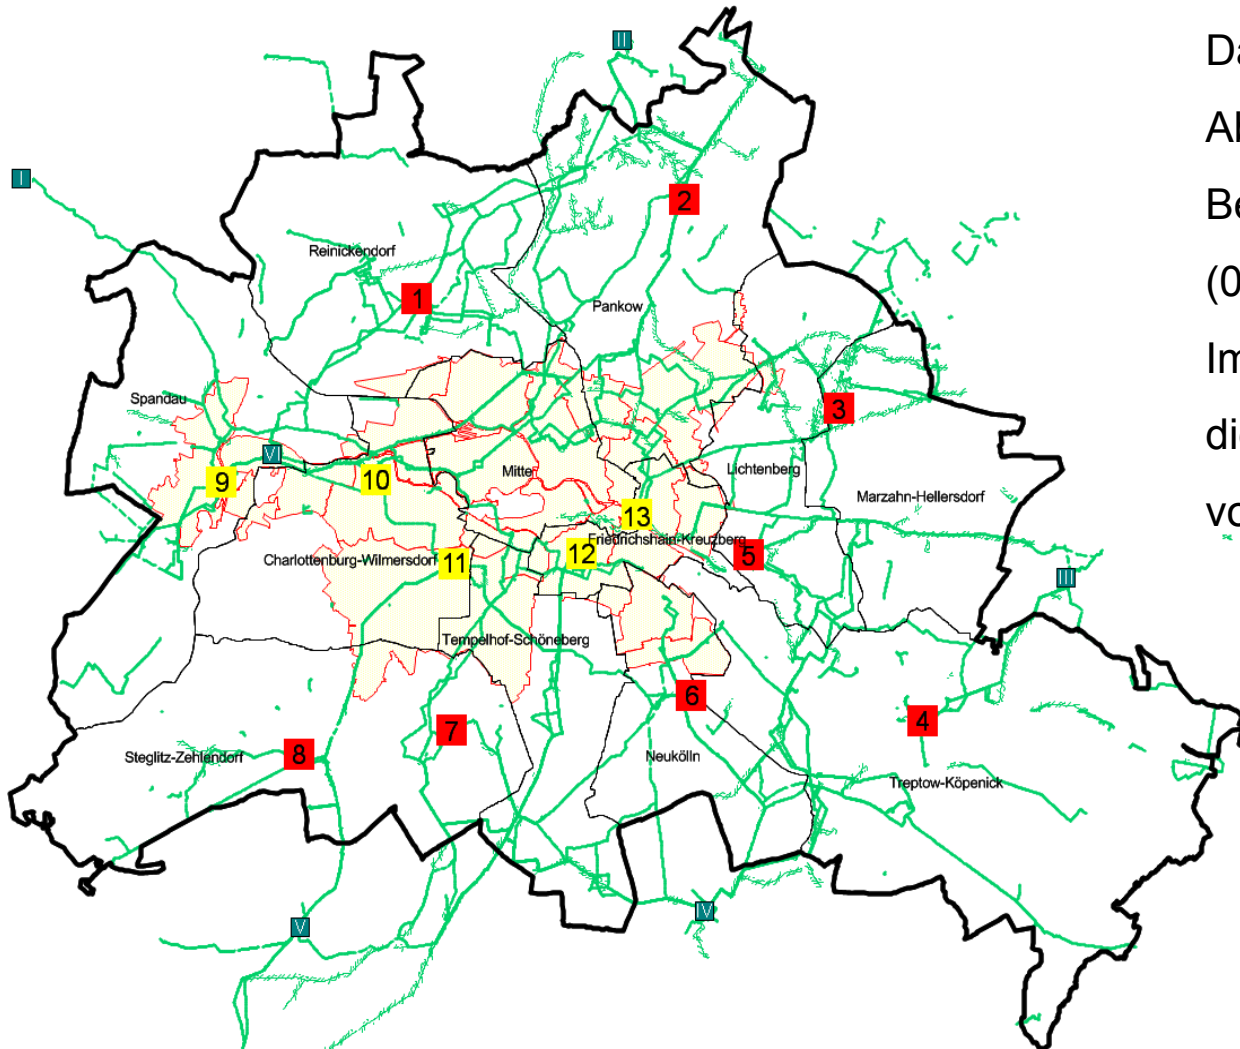 II
Da
I
2
Be
Reinickendorf
(0
1
Pankow
Im
Spandau
3
VI
9
10
Mitte
Lichtenberg
Marzahn-Hellersdorf
13
Friedrichshain-Kreuzberg
12
5
Charlottenburg-Wilmersdorf
11
III
Tempelhof-Schöneberg
6
4
7
8
Steglitz-Zehlendorf
Neukölln
Treptow-Köpenick
IV
V
di
vo